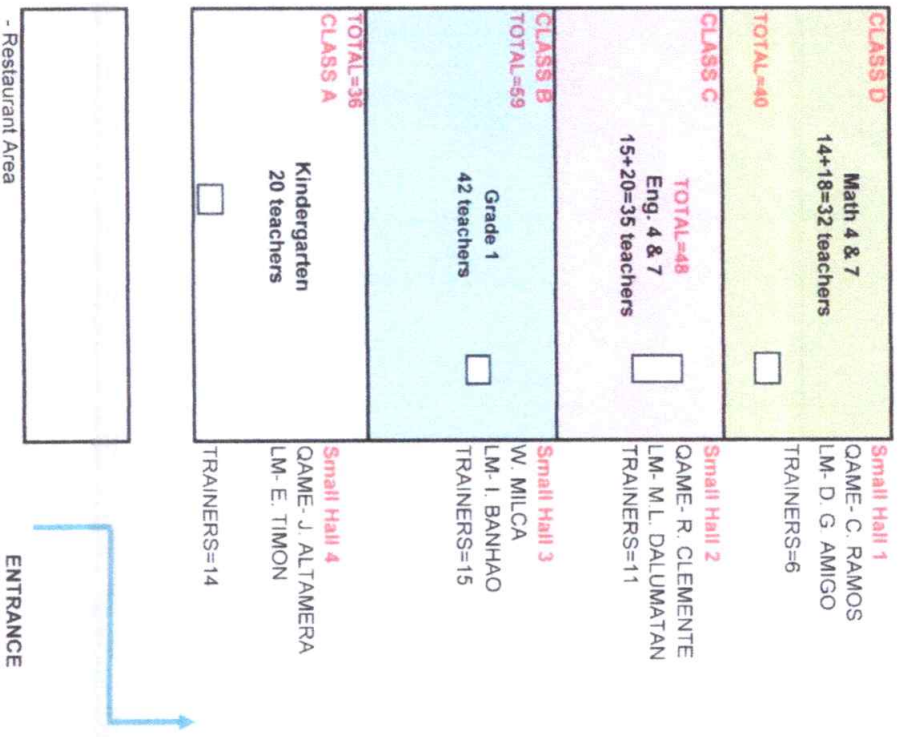 CLASS D
Math 4 & 7
14+18=32 teachers
TOTAL=40
Small Hall 1
QAME- C. RAMOS
LM- D. G. AMIGO
TRAINERS=6
CLASS C
TOTAL=48
Eng. 4 & 7
15+20=35 teachers
Small Hall 2
QAME- R. CLEMENTE
LM- M.L. DALUMATAN
TRAINERS=11
CLASS B
TOTAL=59
Grade 1
42 teachers
Small Hall 3
W. MILCA
LM- I. BANHAO
TRAINERS=15
TOTAL=36
CLASS A
Kindergarten
20 teachers
Small Hall 4
QAME- J. ALTAMERA
LM- E. TIMON
TRAINERS=14
- Restaurant Area
ENTRANCE